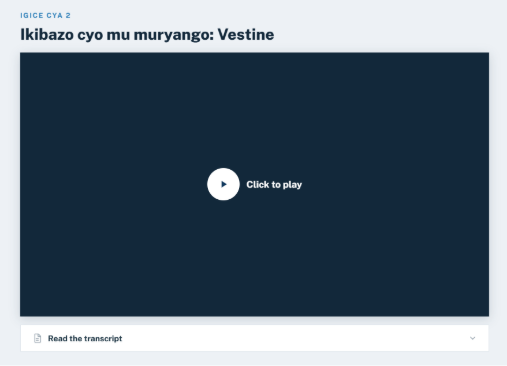 IGICE CYA 2
Ikibazo cyo mu muryango: Vestine
Click to play
Read the transcript